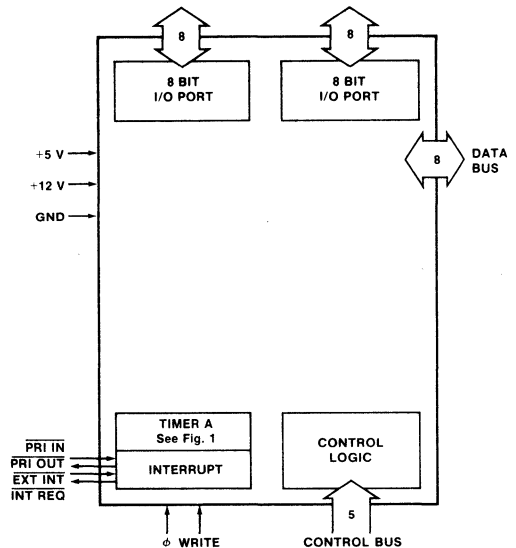 8
8
8 BIT
I/O PORT
8 BIT
I/O PORT
+5 V
+12 V
GND
8
DATA
BUS
TIMER A
See Fig. 1
INTERRUPT
CONTROL
LOGIC
PRI IN
PRI OUT
EXT INT
INT REQ
5
ϕ WRITE
CONTROL BUS